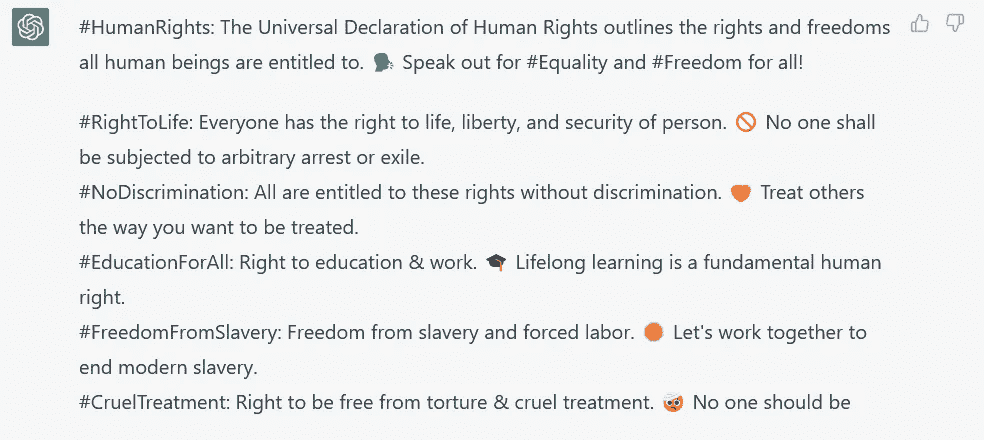 #HumanRights: The Universal Declaration of Human Rights outlines the rights and freedoms
all human beings are entitled to. 🗣 Speak out for #Equality and #Freedom for all!
#RightToLife: Everyone has the right to life, liberty, and security of person. 🚫 No one shall
be subjected to arbitrary arrest or exile.
#NoDiscrimination: All are entitled to these rights without discrimination. 🧡 Treat others
the way you want to be treated.
#EducationForAll: Right to education & work. 🎓 Lifelong learning is a fundamental human
right.
#FreedomFromSlavery: Freedom from slavery and forced labor. 🛑 Let's work together to
end modern slavery.
#CruelTreatment: Right to be free from torture & cruel treatment. 🤕 No one should be